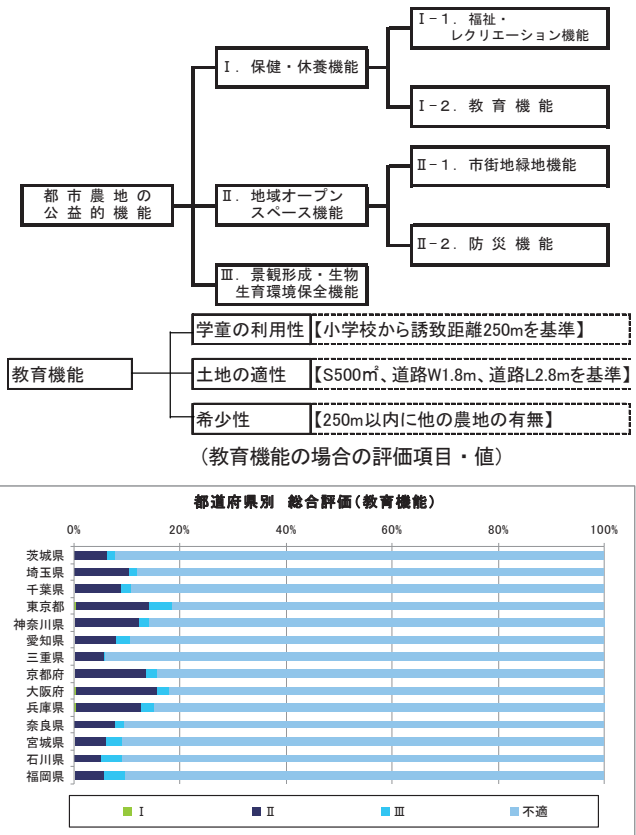 都市農地の
公益的機能
Ⅰ．保健・休養機能
Ⅰ－１．福祉・
レクリエーション機能
Ⅰ－２．教育機能
Ⅱ．地域オープン
スペース機能
Ⅱ－１．市街地緑地機能
Ⅱ－２．防災機能
Ⅲ．景観形成・生物
生育環境保全機能
教育機能
学童の利用性【小学校から誘致距離250mを基準】
土地の適性【S500㎡、道路W1.8m、道路L2.8mを基準】
希少性【250m以内に他の農地の有無】
（教育機能の場合の評価項目・値）
都道府県別 総合評価（教育機能）
0% 20% 40% 60% 80% 100%
茨城県
埼玉県
千葉県
東京都
神奈川県
愛知県
三重県
京都府
大阪府
兵庫県
奈良県
宮城県
石川県
福岡県
Ⅰ Ⅱ Ⅲ 不適